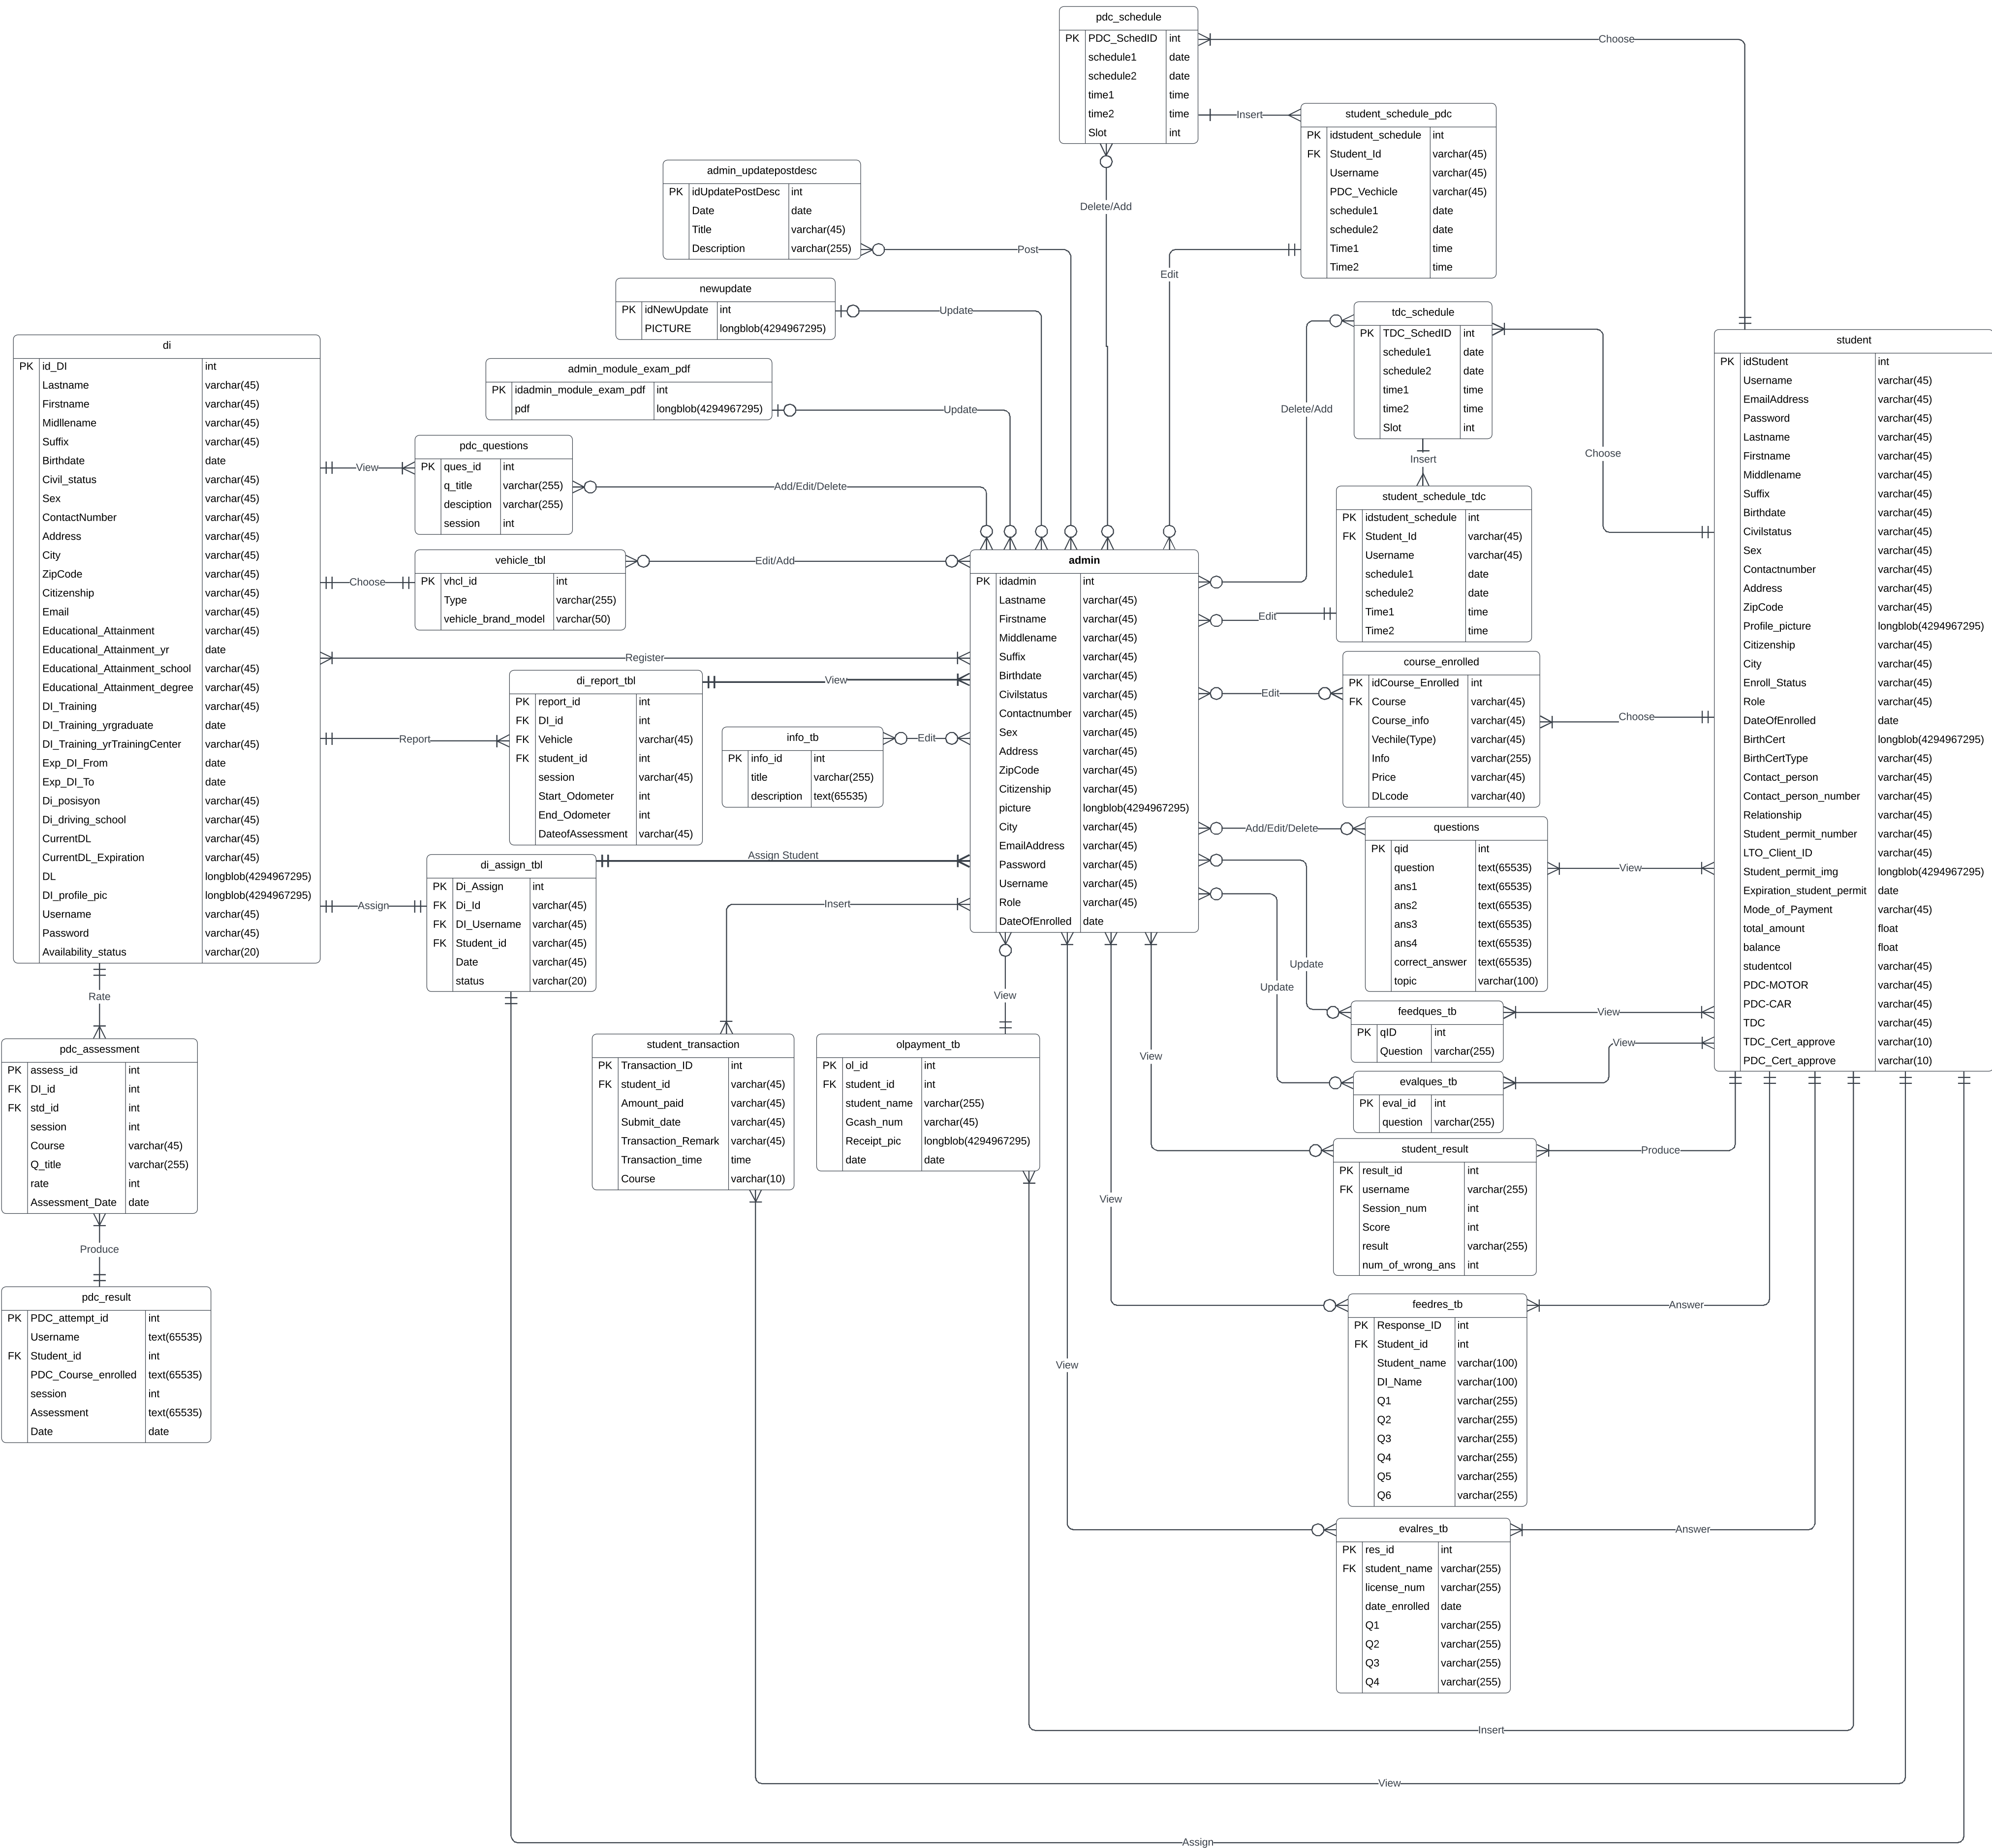 pdc_schedule
PK PDC_SchedID int
schedule1 date
schedule2 date
time1 time
time2 time
Slot int
Choose
Insert
student_schedule_pdc
PK idstudent_schedule int
FK Student_Id varchar(45)
Username varchar(45)
PDC_Vechicle varchar(45)
schedule1 date
schedule2 date
Time1 time
Time2 time
admin_updatepostdesc
PK idUpdatePostDesc int
Date date
Title varchar(45)
Description varchar(255)
Delete/Add
Post
Edit
newupdate
PK idNewUpdate int
PICTURE longblob(4294967295)
Update
tdc_schedule
PK TDC_SchedID int
schedule1 date
schedule2 date
time1 time
time2 time
Slot int
Delete/Add
Choose
Insert
di
PK id_DI int
Lastname varchar(45)
Firstname varchar(45)
Midllename varchar(45)
Suffix varchar(45)
Birthdate date
Civil_status varchar(45)
Sex varchar(45)
ContactNumber varchar(45)
Address varchar(45)
City varchar(45)
ZipCode varchar(45)
Citizenship varchar(45)
Email varchar(45)
Educational_Attainment varchar(45)
Educational_Attainment_yr date
Educational_Attainment_school varchar(45)
Educational_Attainment_degree varchar(45)
DI_Training varchar(45)
DI_Training_yrgraduate date
DI_Training_yrTrainingCenter varchar(45)
Exp_DI_From date
Exp_DI_To date
Di_posisyon varchar(45)
Di_driving_school varchar(45)
CurrentDL varchar(45)
CurrentDL_Expiration varchar(45)
DL longblob(4294967295)
DI_profile_pic longblob(4294967295)
Username varchar(45)
Password varchar(45)
Availability_status varchar(20)
admin_module_exam_pdf
PK idadmin_module_exam_pdf int
pdf longblob(4294967295)
Update
pdc_questions
PK ques_id int
q_title varchar(255)
desciption varchar(255)
session int
View
Add/Edit/Delete
vehicle_tbl
PK vhcl_id int
Type varchar(255)
vehicle_brand_model varchar(50)
Choose
Edit/Add
Register
di_report_tbl
PK report_id int
FK DI_id int
FK Vehicle varchar(45)
FK student_id int
session varchar(45)
Start_Odometer int
End_Odometer int
DateofAssessment varchar(45)
View
Report
info_tb
PK info_id int
title varchar(255)
description text(65535)
Edit
di_assign_tbl
PK Di_Assign int
FK Di_Id varchar(45)
FK DI_Username varchar(45)
FK Student_id varchar(45)
Date varchar(45)
status varchar(20)
Assign Student
Assign
Insert
admin
PK idadmin int
Lastname varchar(45)
Firstname varchar(45)
Middlename varchar(45)
Suffix varchar(45)
Birthdate varchar(45)
Civilstatus varchar(45)
Contactnumber varchar(45)
Sex varchar(45)
Address varchar(45)
ZipCode varchar(45)
Citizenship varchar(45)
picture longblob(4294967295)
City varchar(45)
EmailAddress varchar(45)
Password varchar(45)
Username varchar(45)
Role varchar(45)
DateOfEnrolled date
student_schedule_tdc
PK idstudent_schedule int
FK Student_Id varchar(45)
Username varchar(45)
schedule1 date
schedule2 date
Time1 time
Time2 time
Edit
course_enrolled
PK idCourse_Enrolled int
FK Course varchar(45)
Course_info varchar(45)
Vechile(Type) varchar(45)
Info varchar(255)
Price varchar(45)
DLcode varchar(40)
Edit
Choose
questions
PK qid int
question text(65535)
ans1 text(65535)
ans2 text(65535)
ans3 text(65535)
ans4 text(65535)
correct_answer text(65535)
topic varchar(100)
Add/Edit/Delete
View
student
PK idStudent int
Username varchar(45)
EmailAddress varchar(45)
Password varchar(45)
Lastname varchar(45)
Firstname varchar(45)
Middlename varchar(45)
Suffix varchar(45)
Birthdate varchar(45)
Civilstatus varchar(45)
Sex varchar(45)
Contactnumber varchar(45)
Address varchar(45)
ZipCode varchar(45)
Profile_picture longblob(4294967295)
Citizenship varchar(45)
City varchar(45)
Enroll_Status varchar(45)
Role varchar(45)
DateOfEnrolled date
BirthCert longblob(4294967295)
BirthCertType varchar(45)
Contact_person varchar(45)
Contact_person_number varchar(45)
Relationship varchar(45)
Student_permit_number varchar(45)
LTO_Client_ID varchar(45)
Student_permit_img longblob(4294967295)
Expiration_student_permit date
Mode_of_Payment varchar(45)
total_amount float
balance float
studentcol varchar(45)
PDC-MOTOR varchar(45)
PDC-CAR varchar(45)
TDC varchar(45)
TDC_Cert_approve varchar(10)
PDC_Cert_approve varchar(10)
Update
Update
feedques_tb
PK qID int
Question varchar(255)
View
evalques_tb
PK eval_id int
question varchar(255)
View
Rate
pdc_assessment
PK assess_id int
FK DI_id int
FK std_id int
session int
Course varchar(45)
Q_title varchar(255)
rate int
Assessment_Date date
Produce
pdc_result
PK PDC_attempt_id int
Username text(65535)
FK Student_id int
PDC_Course_enrolled text(65535)
session int
Assessment text(65535)
Date date
student_transaction
PK Transaction_ID int
FK student_id varchar(45)
Amount_paid varchar(45)
Submit_date varchar(45)
Transaction_Remark varchar(45)
Transaction_time time
Course varchar(10)
View
olpayment_tb
PK ol_id int
FK student_id int
student_name varchar(255)
Gcash_num varchar(45)
Receipt_pic longblob(4294967295)
date date
View
View
View
student_result
PK result_id int
FK username varchar(255)
Session_num int
Score int
result varchar(255)
num_of_wrong_ans int
Produce
feedres_tb
PK Response_ID int
FK Student_id int
Student_name varchar(100)
DI_Name varchar(100)
Q1 varchar(255)
Q2 varchar(255)
Q3 varchar(255)
Q4 varchar(255)
Q5 varchar(255)
Q6 varchar(255)
Answer
evalres_tb
PK res_id int
FK student_name varchar(255)
license_num varchar(255)
date_enrolled date
Q1 varchar(255)
Q2 varchar(255)
Q3 varchar(255)
Q4 varchar(255)
Answer
Insert
View
Assign